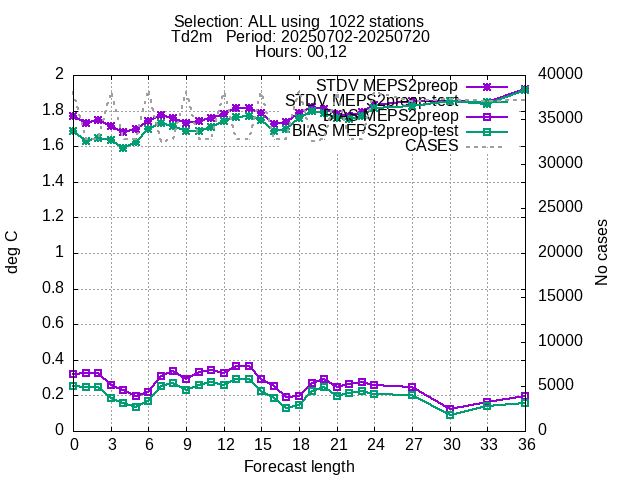 Selection: ALL using  1022 stations
Td2m   Period: 20250702-20250720
Hours: 00,12
STDV MEPS2preop
STDV MEPS2preop-test
BIAS MEPS2preop
BIAS MEPS2preop-test
CASES
deg C
No cases
2
1.8
1.6
1.4
1.2
1
0.8
0.6
0.4
0.2
0
40000
35000
30000
25000
20000
15000
10000
5000
0
0 3 6 9 12 15 18 21 24 27 30 33 36
Forecast length